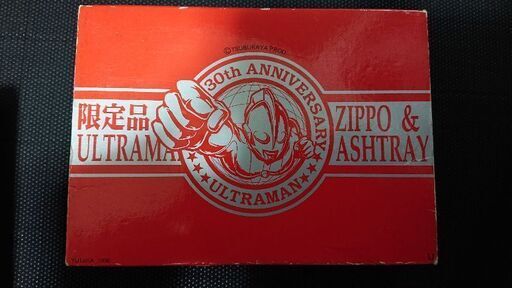 ©TSUBURAYA PROD.
30th ANNIVERSARY
限定品
ULTRAMA
ZIPPO &
ASHTRAY
ULTRAMAN